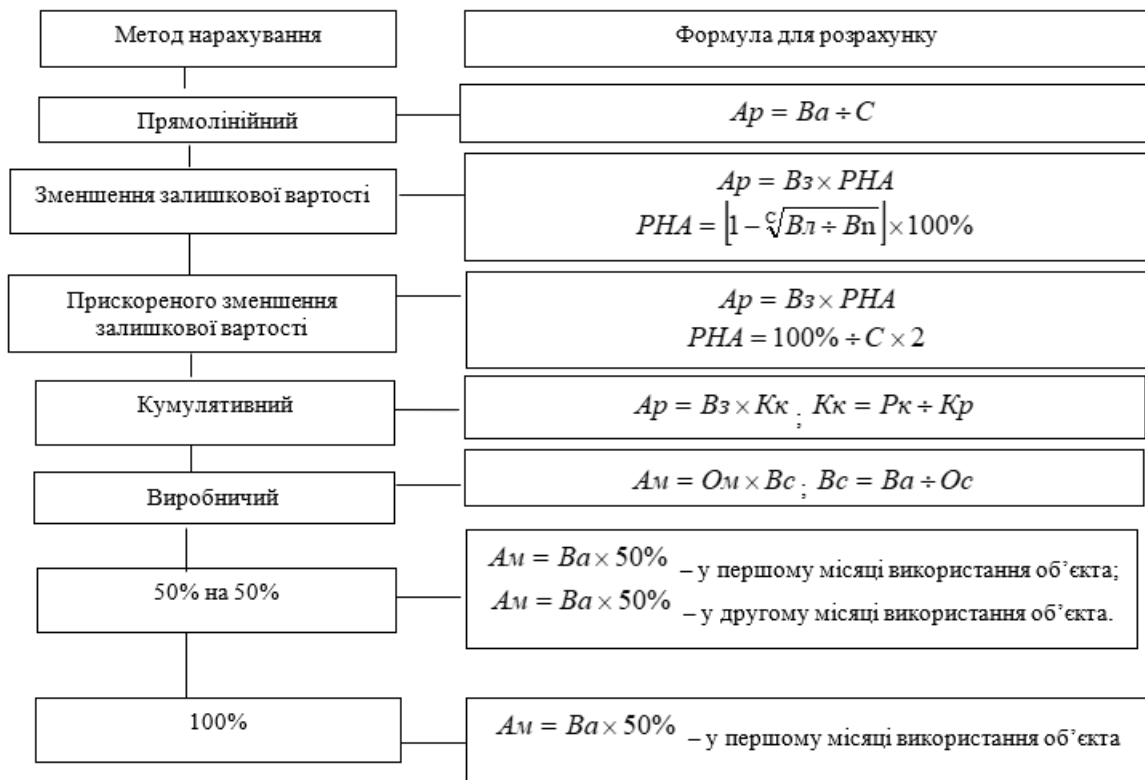 Метод нарахування
Формула для розрахунку
Прямолінійний
Ар = Ва ÷ С
Зменшення залишкової вартості
Ар = Вз × РНА
РНА = [1 − ᶜ√(Вл ÷ Вп)] × 100%
Прискореного зменшення
залишкової вартості
Ар = Вз × РНА
РНА = 100% ÷ С × 2
Кумулятивний
Ар = Вз × Кк ; Кк = Рк ÷ Кр
Виробничий
Ам = Ом × Вс ; Вс = Ва ÷ Ос
50% на 50%
Ам = Ва × 50% – у першому місяці використання об’єкта;
Ам = Ва × 50% – у другому місяці використання об’єкта.
100%
Ам = Ва × 50% – у першому місяці використання об’єкта